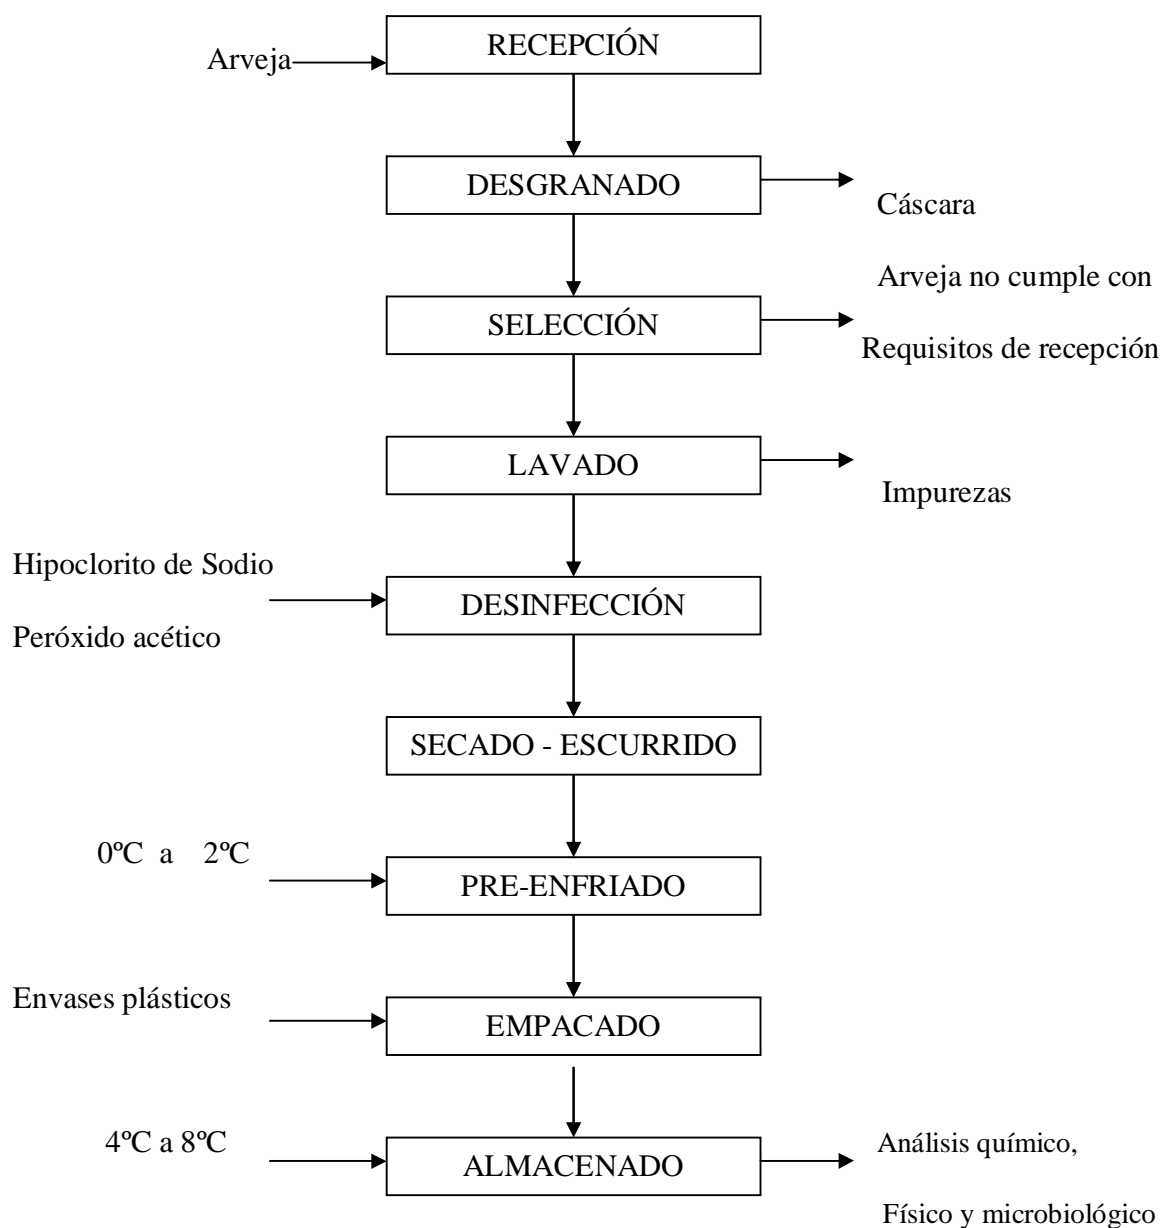 RECEPCIÓN
Arveja
DESGRANADO
Cáscara
Arveja no cumple con
SELECCIÓN
Requisitos de recepción
LAVADO
Impurezas
Hipoclorito de Sodio
DESINFECCIÓN
Peróxido acético
SECADO - ESCURRIDO
0ºC a 2ºC
PRE-ENFRIADO
Envases plásticos
EMPACADO
4ºC a 8ºC
Análisis químico,
ALMACENADO
Físico y microbiológico